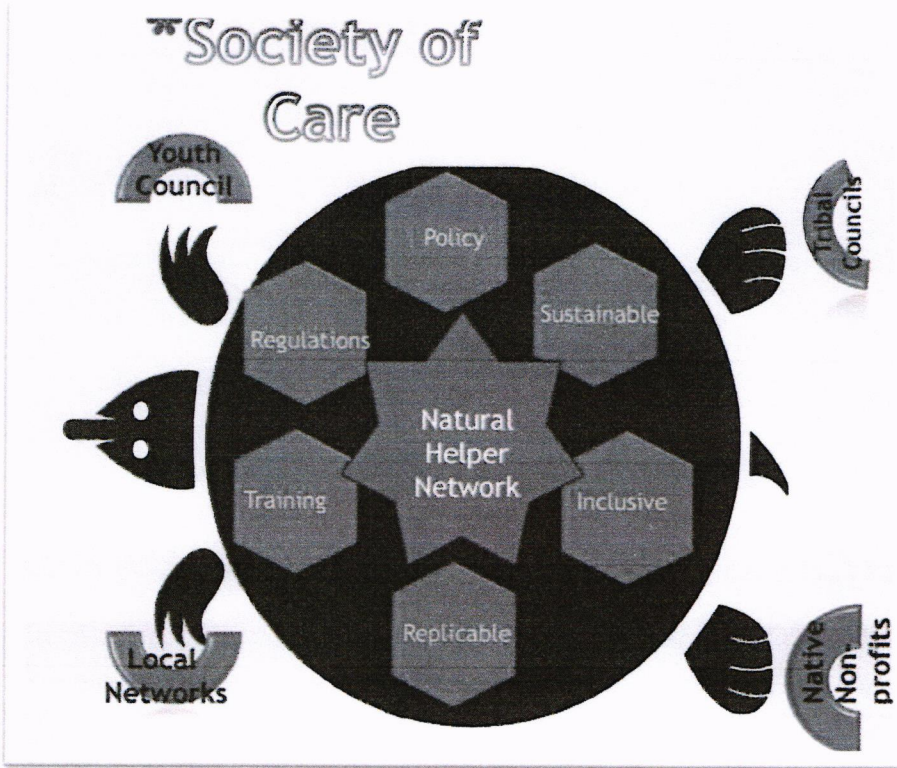 Society of
Care
Youth
Council
Tribal
Councils
Policy
Sustainable
Regulations
Natural
Helper
Network
Training
Inclusive
Replicable
Local
Networks
Native
Non-
profits